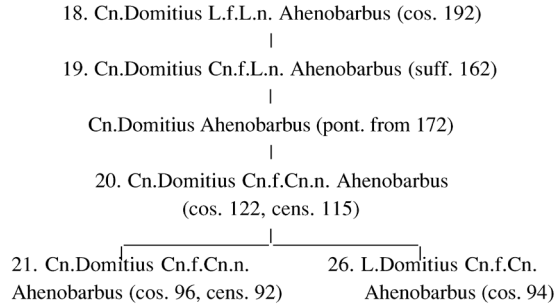 18. Cn.Domitius L.f.L.n. Ahenobarbus (cos. 192)
19. Cn.Domitius Cn.f.L.n. Ahenobarbus (suff. 162)
Cn.Domitius Ahenobarbus (pont. from 172)
20. Cn.Domitius Cn.f.Cn.n. Ahenobarbus
(cos. 122, cens. 115)
21. Cn.Domitius Cn.f.Cn.n.
Ahenobarbus (cos. 96, cens. 92)
26. L.Domitius Cn.f.Cn.
Ahenobarbus (cos. 94)